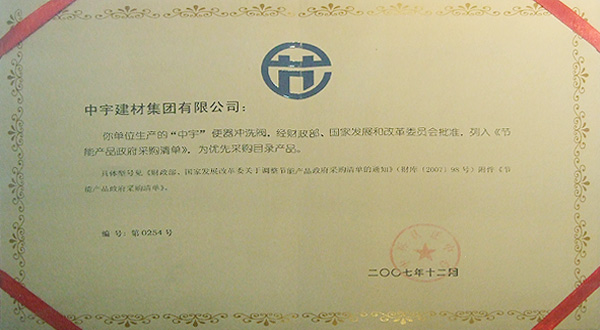 中宇建材集团有限公司：
你单位生产的“中宇”便器冲洗阀，经财政部、国家发展和改革委员会批准，列入《节
能产品政府采购清单》，为优先采购目录产品。
具体型号见《财政部、国家发展改革委关于调整节能产品政府采购清单的通知》（财库〔2007〕98号）附件《节
能产品政府采购清单》。
编 号：第0254号
二〇〇七年十二月